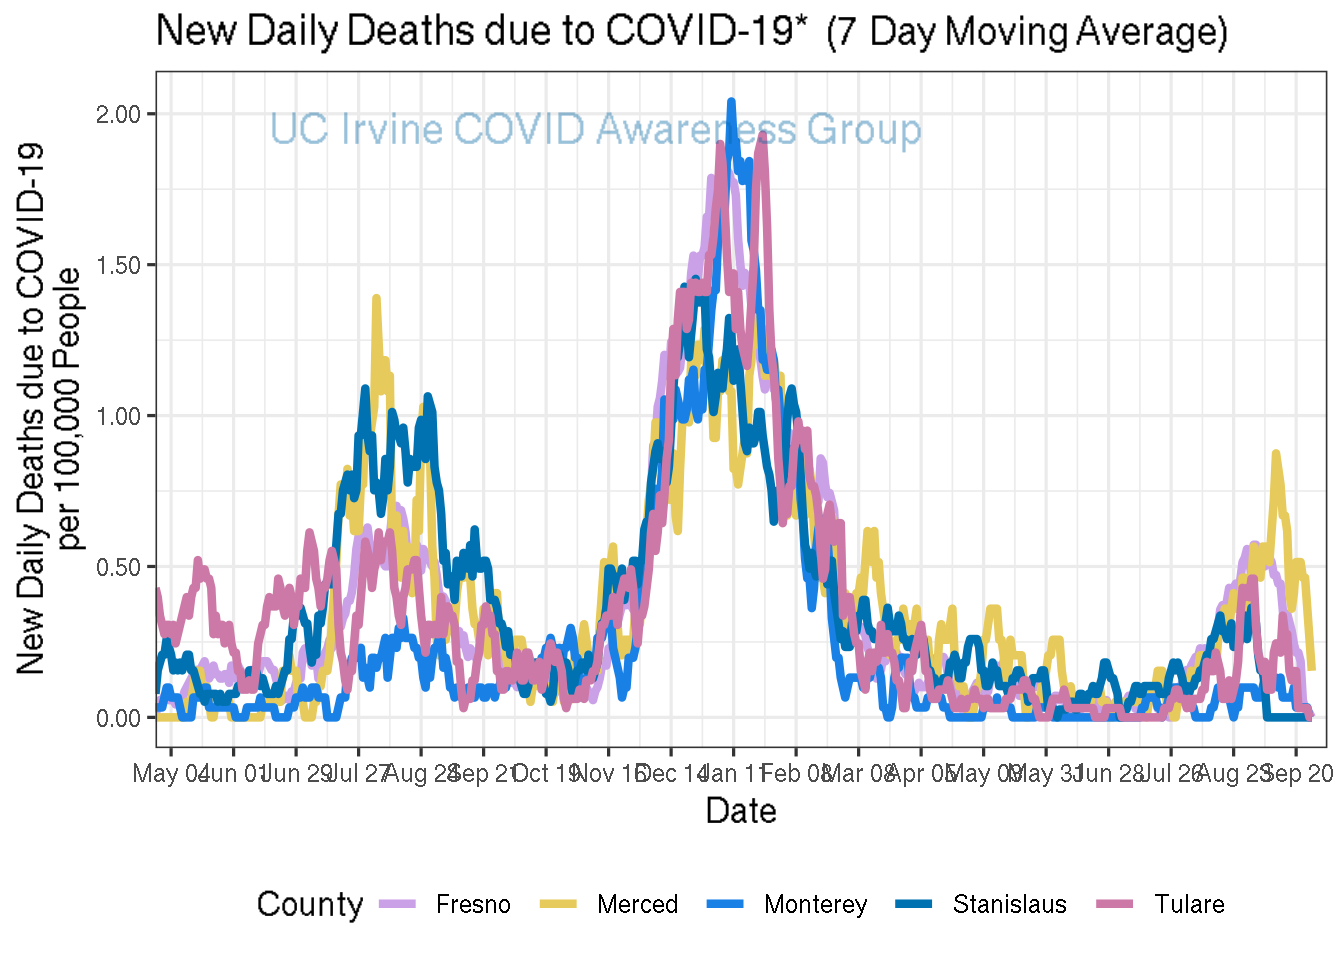 New Daily Deaths due to COVID-19* (7 Day Moving Average)
UC Irvine COVID Awareness Group
New Daily Deaths due to COVID-19
per 100,000 People
2.00
1.50
1.00
0.50
0.00
May 04 Jun 01 Jun 29 Jul 27 Aug 24 Sep 21 Oct 19 Nov 16 Dec 14 Jan 11 Feb 08 Mar 08 Apr 05 May 03 May 31 Jun 28 Jul 26 Aug 23 Sep 20
Date
County Fresno Merced Monterey Stanislaus Tulare